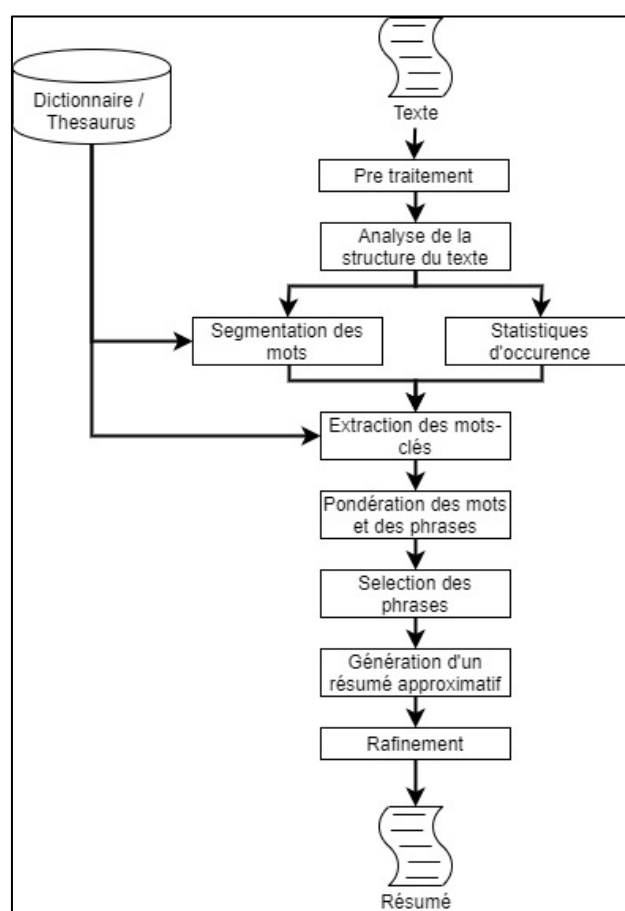 Dictionnaire /
Thesaurus
Texte
Pre traitement
Analyse de la
structure du texte
Segmentation des
mots
Statistiques
d'occurence
Extraction des mots-
clés
Pondération des mots
et des phrases
Selection des
phrases
Génération d'un
résumé approximatif
Rafinement
Résumé